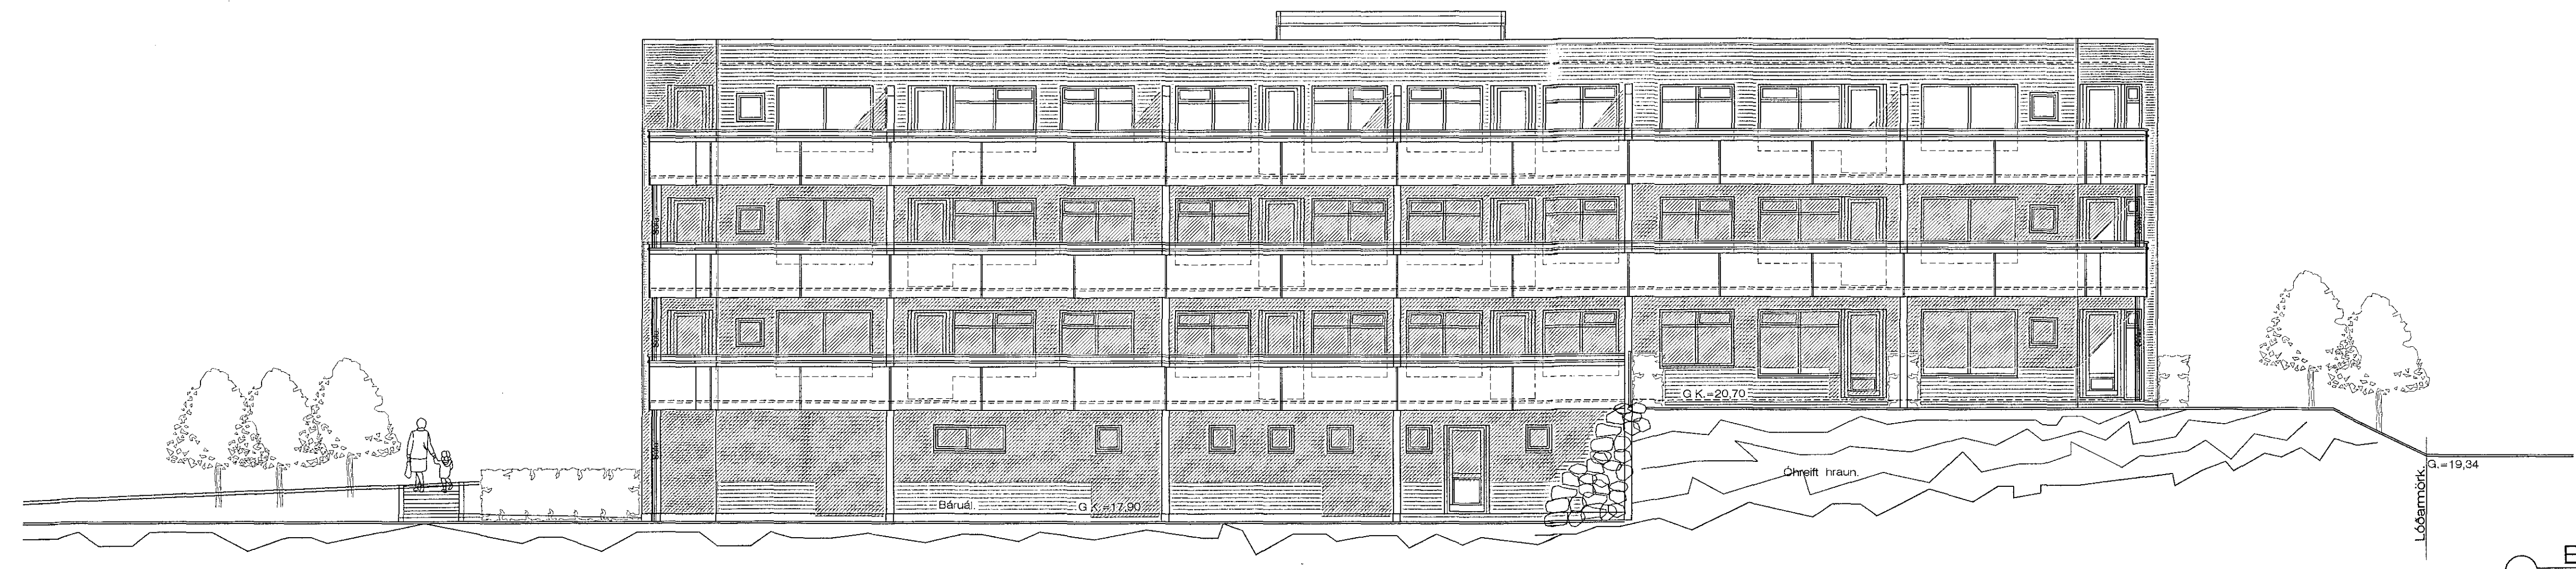 G K.=20,70
Óhreift hraun.
G.=19,34
Lóðarmörk.
Báruál.
G K.=17,90